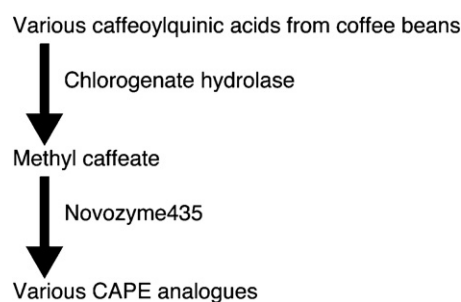 Various caffeoylquinic acids from coffee beans
Chlorogenate hydrolase
Methyl caffeate
Novozyme435
Various CAPE analogues